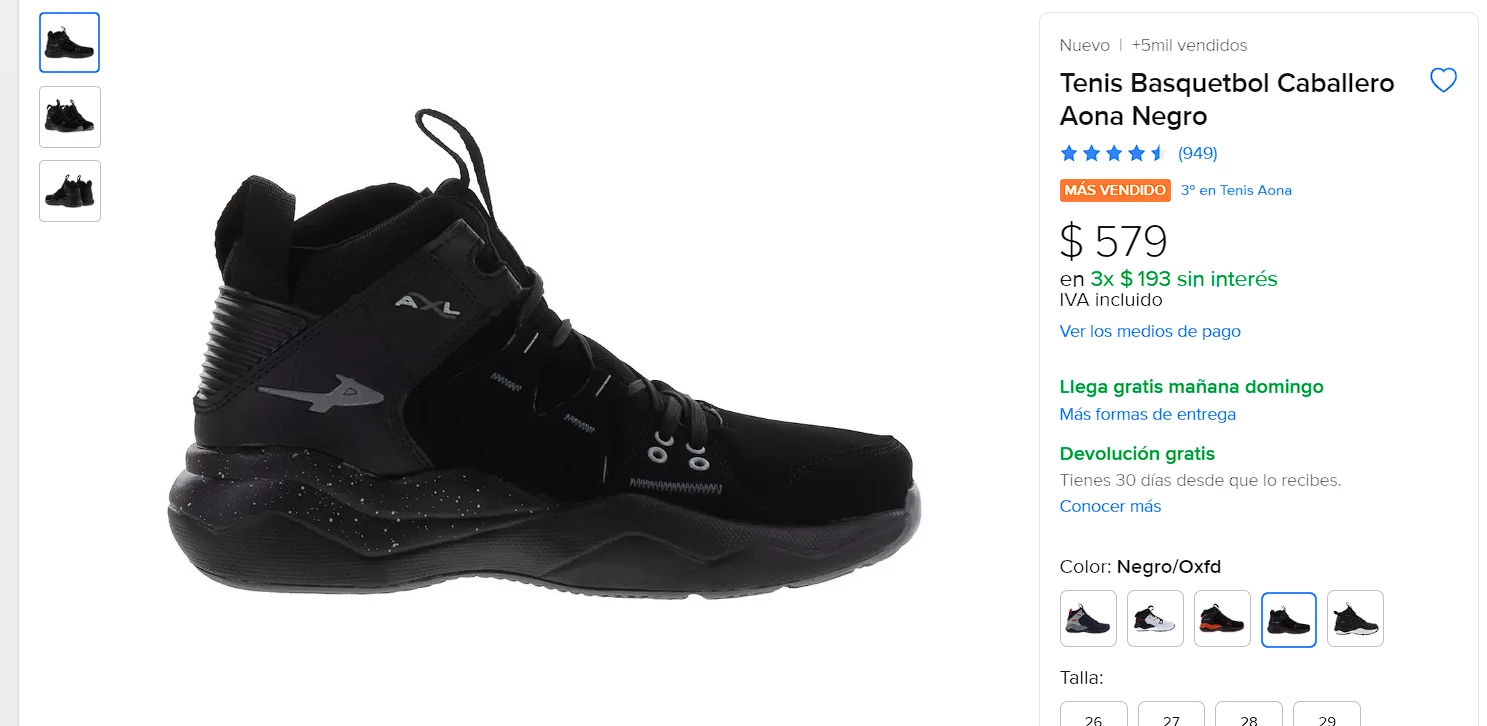 AXL
Nuevo | +5mil vendidos
Tenis Basquetbol Caballero
Aona Negro
(949)
MÁS VENDIDO 3º en Tenis Aona
$ 579
en 3x $ 193 sin interés
IVA incluido
Ver los medios de pago
Llega gratis mañana domingo
Más formas de entrega
Devolución gratis
Tienes 30 días desde que lo recibes.
Conocer más
Color: Negro/Oxfd
Talla:
26 27 28 29